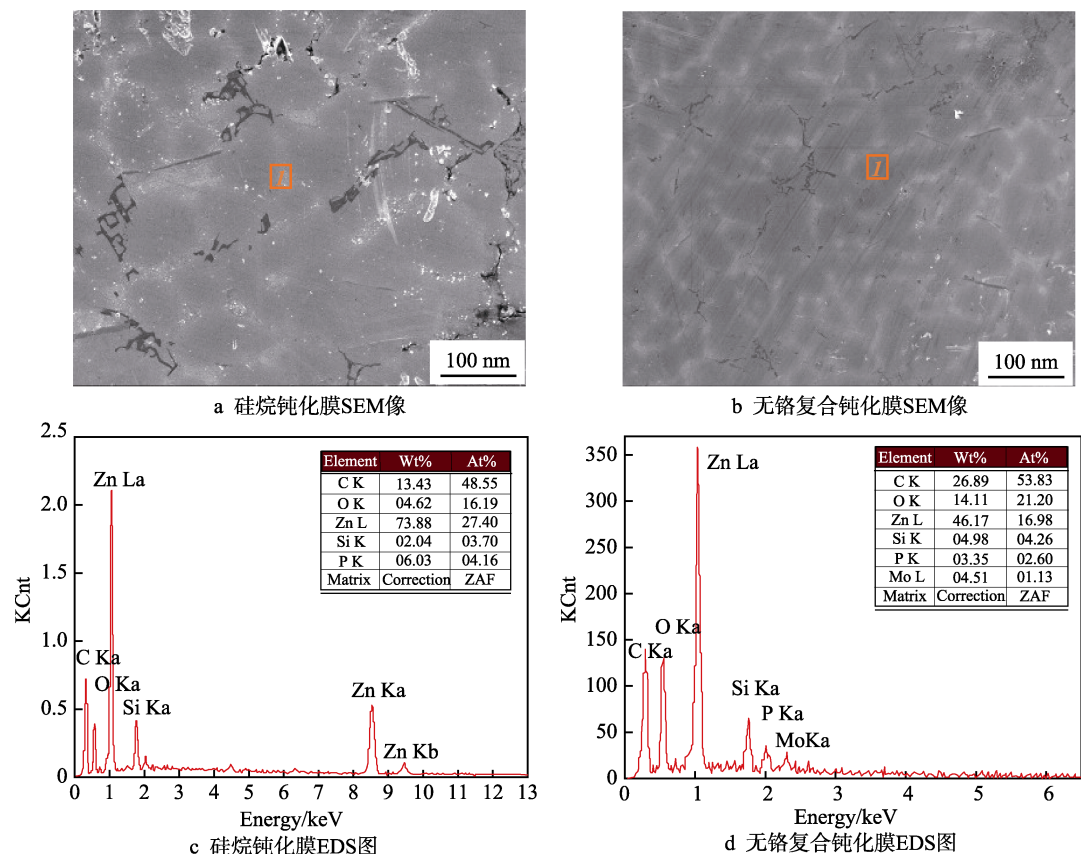 1
100 nm
a 硅烷钝化膜SEM像
1
100 nm
b 无铬复合钝化膜SEM像
2.5
2.0
1.5
1.0
0.5
0
KCnt
Zn La
C Ka
O Ka
Si Ka
Zn Ka
Zn Kb
Element Wt% At%
C K 13.43 48.55
O K 04.62 16.19
Zn L 73.88 27.40
Si K 02.04 03.70
P K 06.03 04.16
Matrix Correction ZAF
0 1 2 3 4 5 6 7 8 9 10 11 12 13
Energy/keV
c 硅烷钝化膜EDS图
350
300
250
200
150
100
50
0
KCnt
Zn La
O Ka
C Ka
Si Ka
P Ka
MoKa
Element Wt% At%
C K 26.89 53.83
O K 14.11 21.20
Zn L 46.17 16.98
Si K 04.98 04.26
P K 03.35 02.60
Mo L 04.51 01.13
Matrix Correction ZAF
0 1 2 3 4 5 6
Energy/keV
d 无铬复合钝化膜EDS图